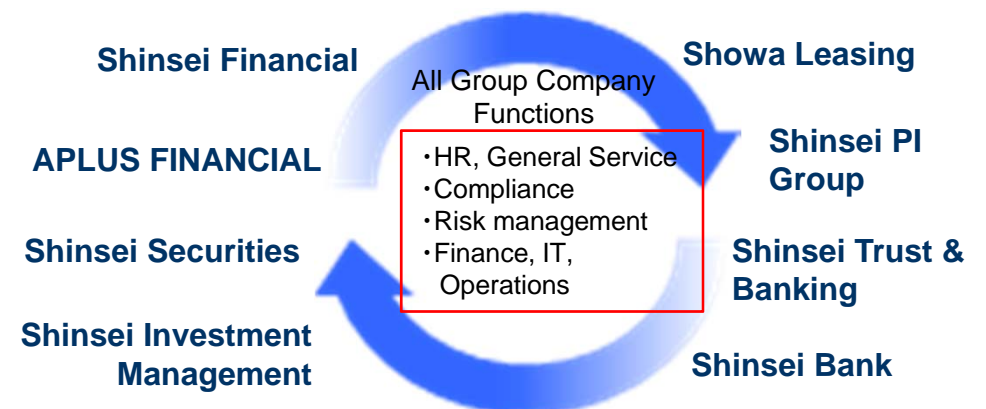 Shinsei Financial
Showa Leasing
All Group Company
Functions
APLUS FINANCIAL
・HR, General Service
・Compliance
・Risk management
・Finance, IT,
Operations
Shinsei PI
Group
Shinsei Securities
Shinsei Trust &
Banking
Shinsei Investment
Management
Shinsei Bank